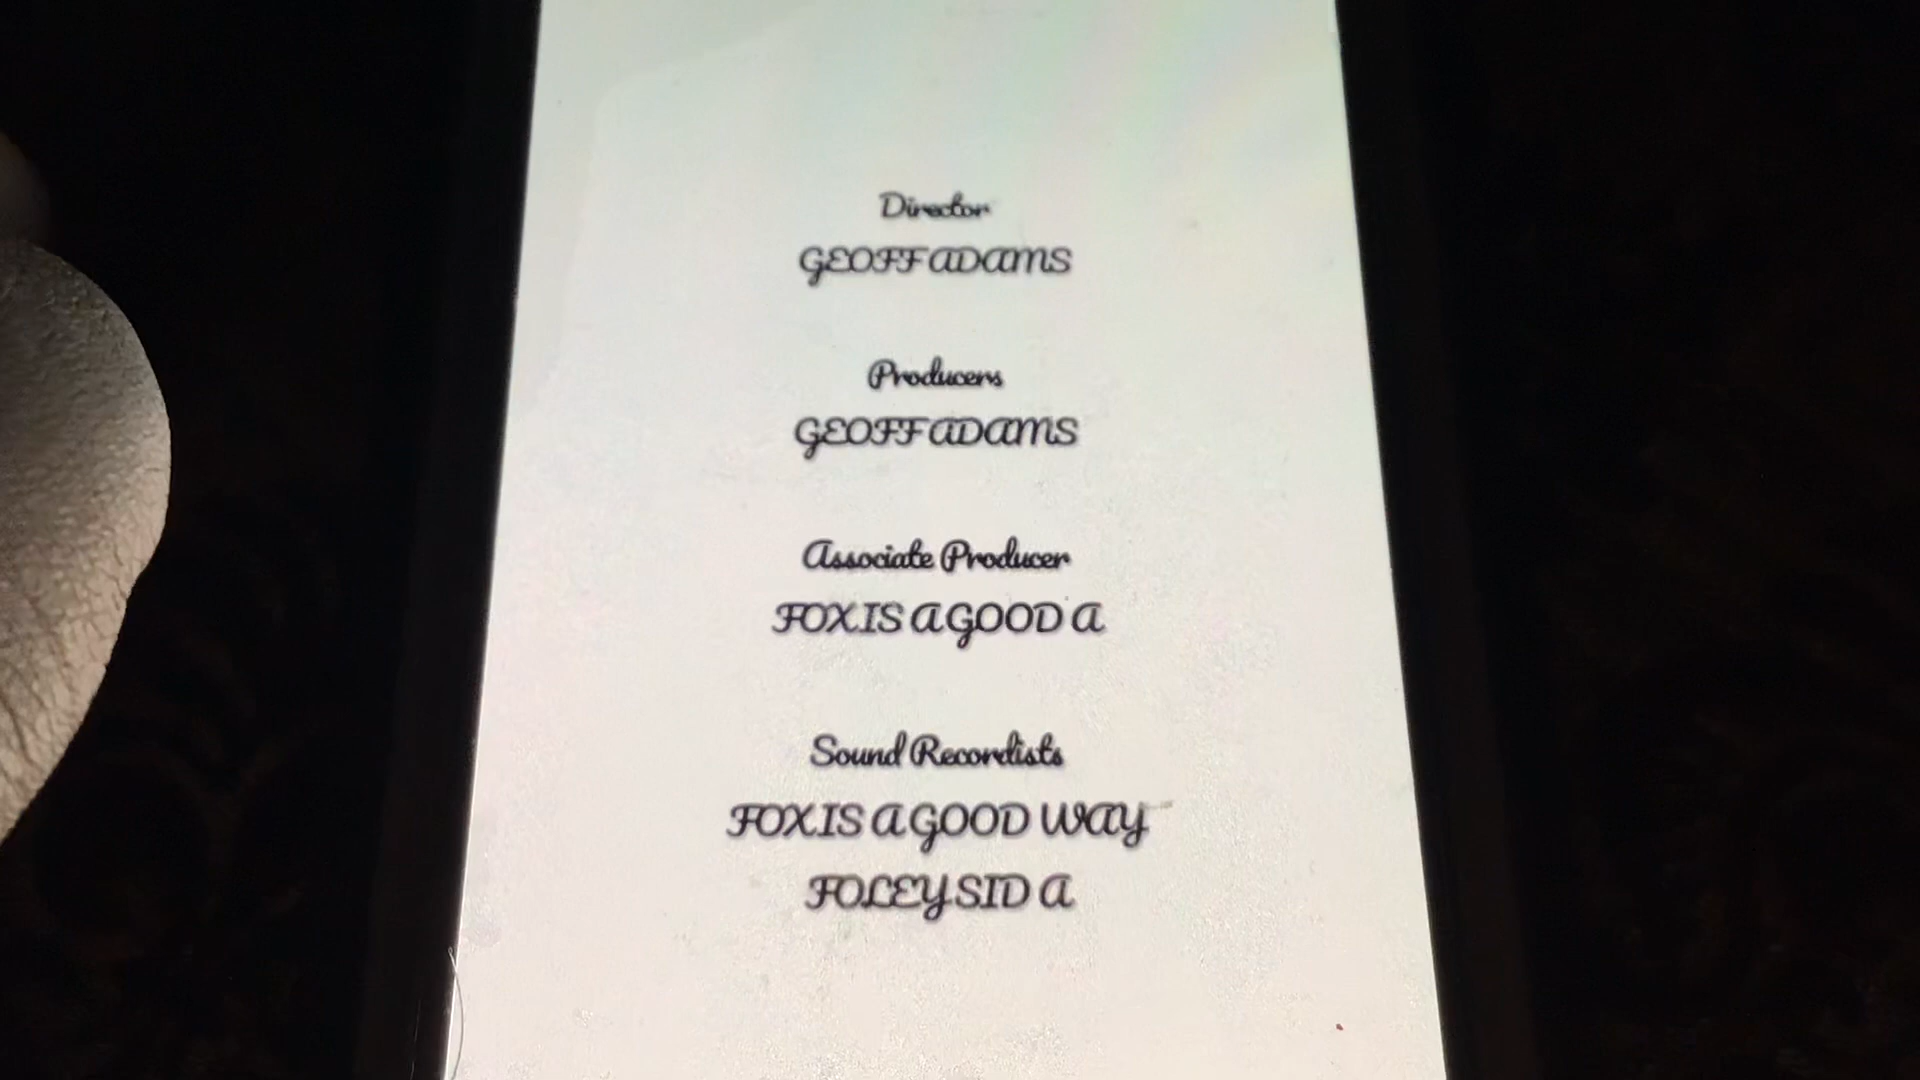 Director
GEOFF ADAMS
Producers
GEOFF ADAMS
Associate Producer
FOX IS A GOOD A
Sound Recordists
FOX IS A GOOD WAY
FOLEY SID A